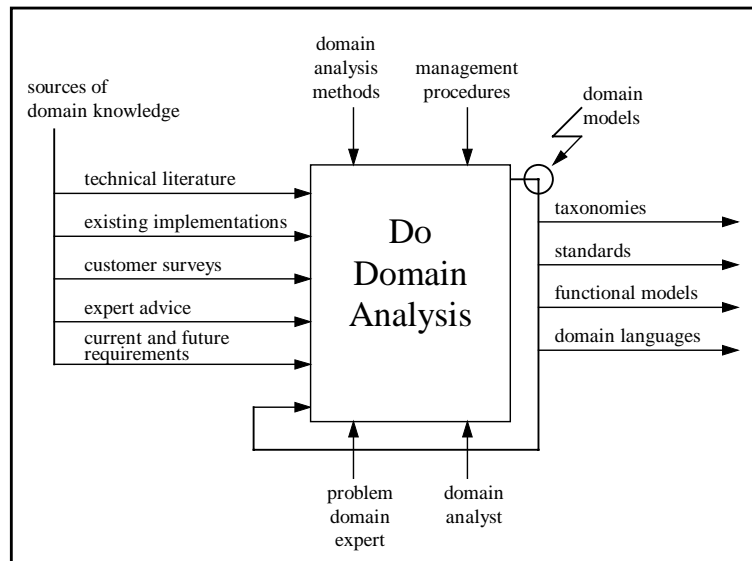 sources of
domain knowledge
domain
analysis
methods
management
procedures
domain
models
technical literature
existing implementations
customer surveys
expert advice
current and future
requirements
Do
Domain
Analysis
taxonomies
standards
functional models
domain languages
problem
domain
expert
domain
analyst